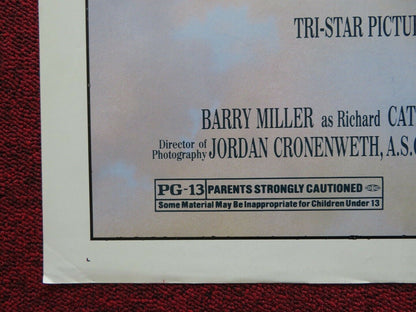 TRI-STAR PICTU
BARRY MILLER as Richard CAT
Director of Photography JORDAN CRONENWETH, A.S.C
PG-13 PARENTS STRONGLY CAUTIONED
Some Material May Be Inappropriate for Children Under 13